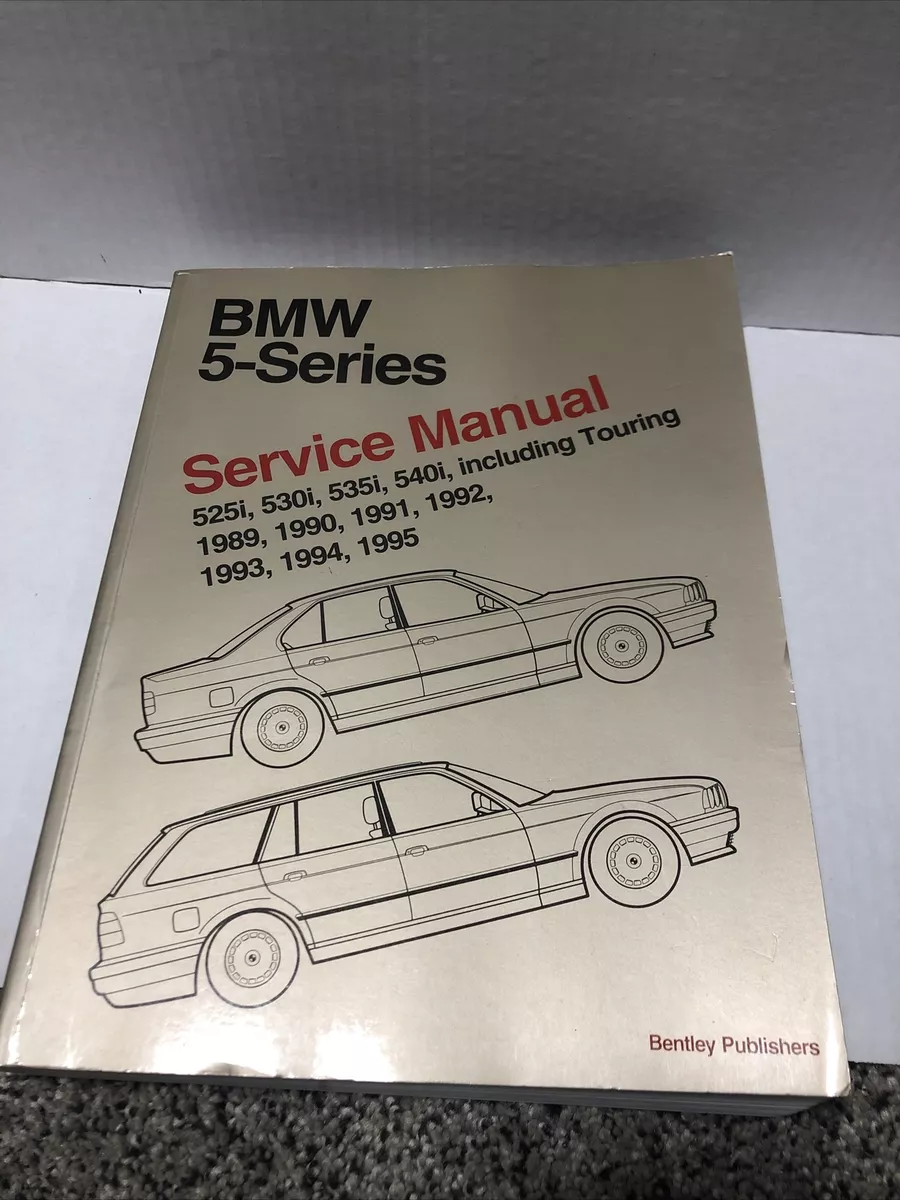 BMW
5-Series
Service Manual
525i, 530i, 535i, 540i, including Touring
1989, 1990, 1991, 1992,
1993, 1994, 1995
Bentley Publishers